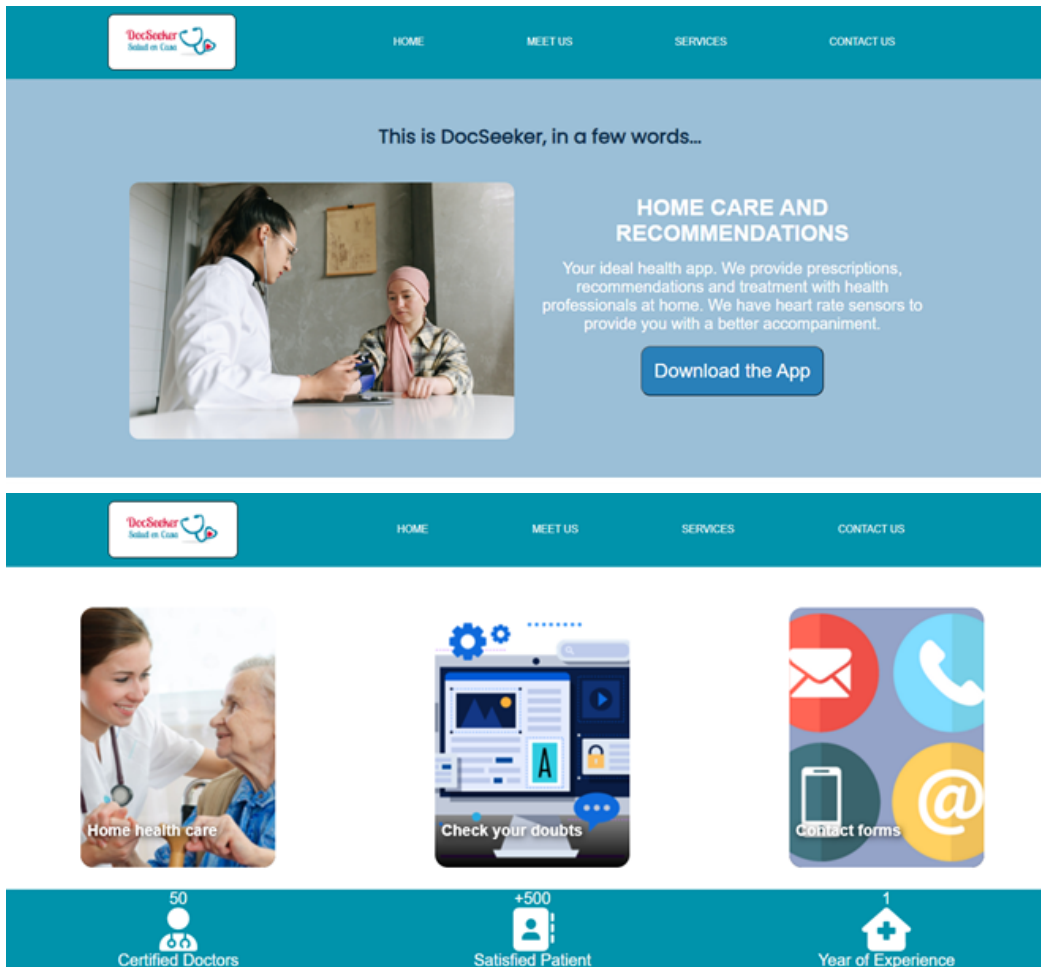 DocSeeker
Salud en Casa
HOME
MEET US
SERVICES
CONTACT US
This is DocSeeker, in a few words...
HOME CARE AND
RECOMMENDATIONS
Your ideal health app. We provide prescriptions,
recommendations and treatment with health
professionals at home. We have heart rate sensors to
provide you with a better accompaniment.
Download the App
DocSeeker
Salud en Casa
HOME
MEET US
SERVICES
CONTACT US
A
@
Home health care
Check your doubts
Contact forms
50
+500
1
Certified Doctors
Satisfied Patient
Year of Experience